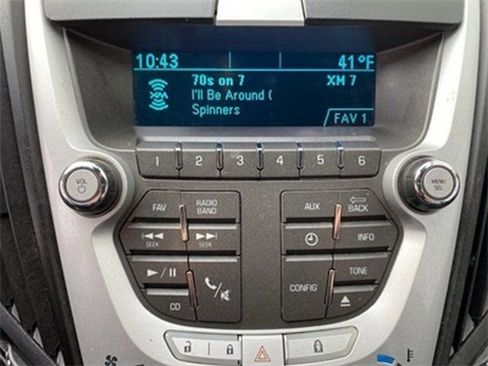 10:43 41°F
70s on 7 XM 7
XM I'll Be Around (
Spinners
FAV 1
1 2 3 4 5 6
VOL
MENU
SEL
FAV RADIO BAND
AUX BACK
SEEK SEEK
INFO
CD
CONFIG TONE